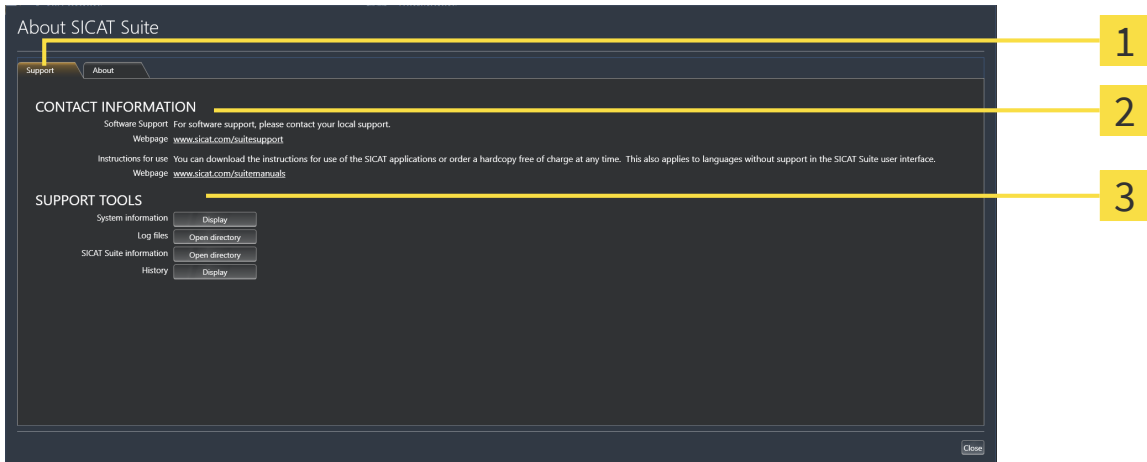 About SICAT Suite
1
Support
About
CONTACT INFORMATION
2
Software Support For software support, please contact your local support.
Webpage www.sicat.com/suitesupport
Instructions for use You can download the instructions for use of the SICAT applications or order a hardcopy free of charge at any time. This also applies to languages without support in the SICAT Suite user interface.
Webpage www.sicat.com/suitemanuals
SUPPORT TOOLS
3
System information Display
Log files Open directory
SICAT Suite information Open directory
History Display
Close